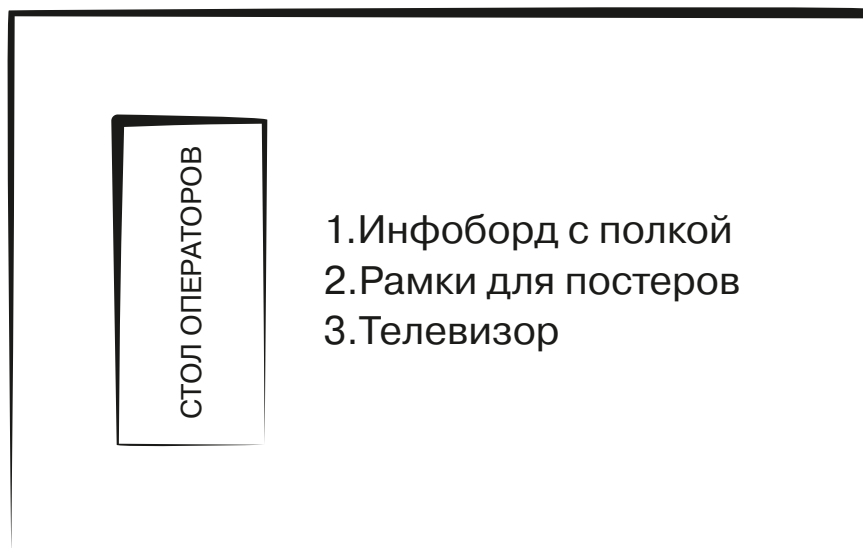 СТОЛ ОПЕРАТОРОВ
1.Инфоборд с полкой
2.Рамки для постеров
3.Телевизор